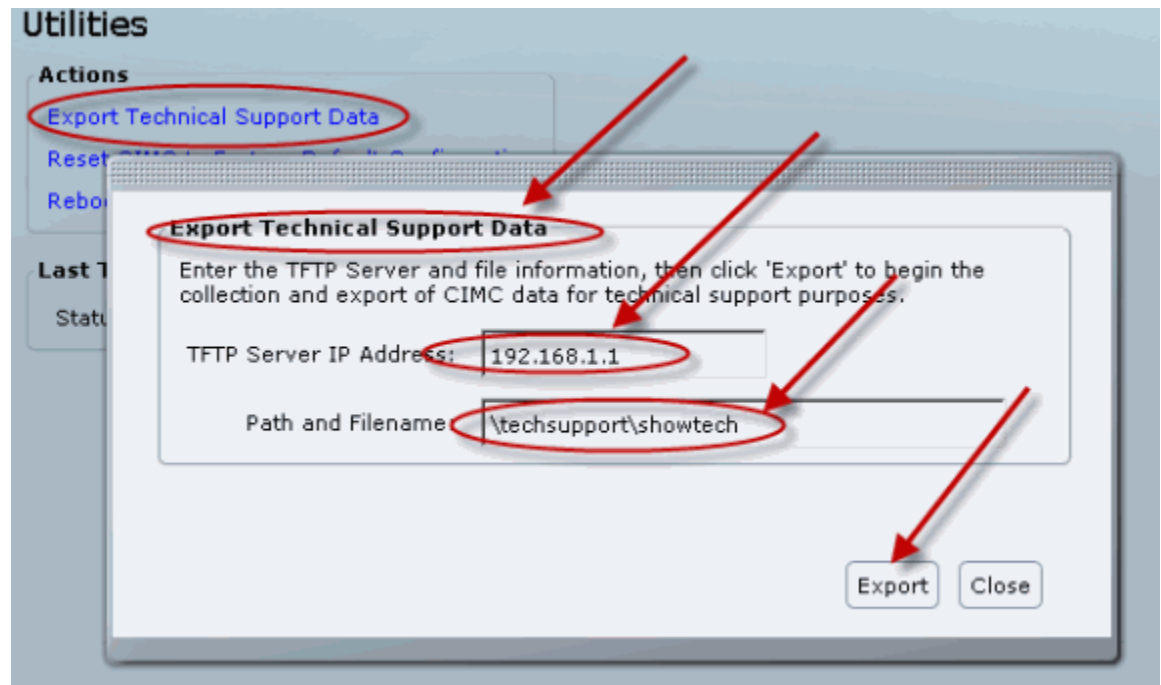 Utilities
Actions
Export Technical Support Data
Reset
Reboo
Export Technical Support Data
Last T
Enter the TFTP Server and file information, then click 'Export' to begin the
collection and export of CIMC data for technical support purposes.
Statu
TFTP Server IP Address: 192.168.1.1
Path and Filename: \techsupport\showtech
Export Close